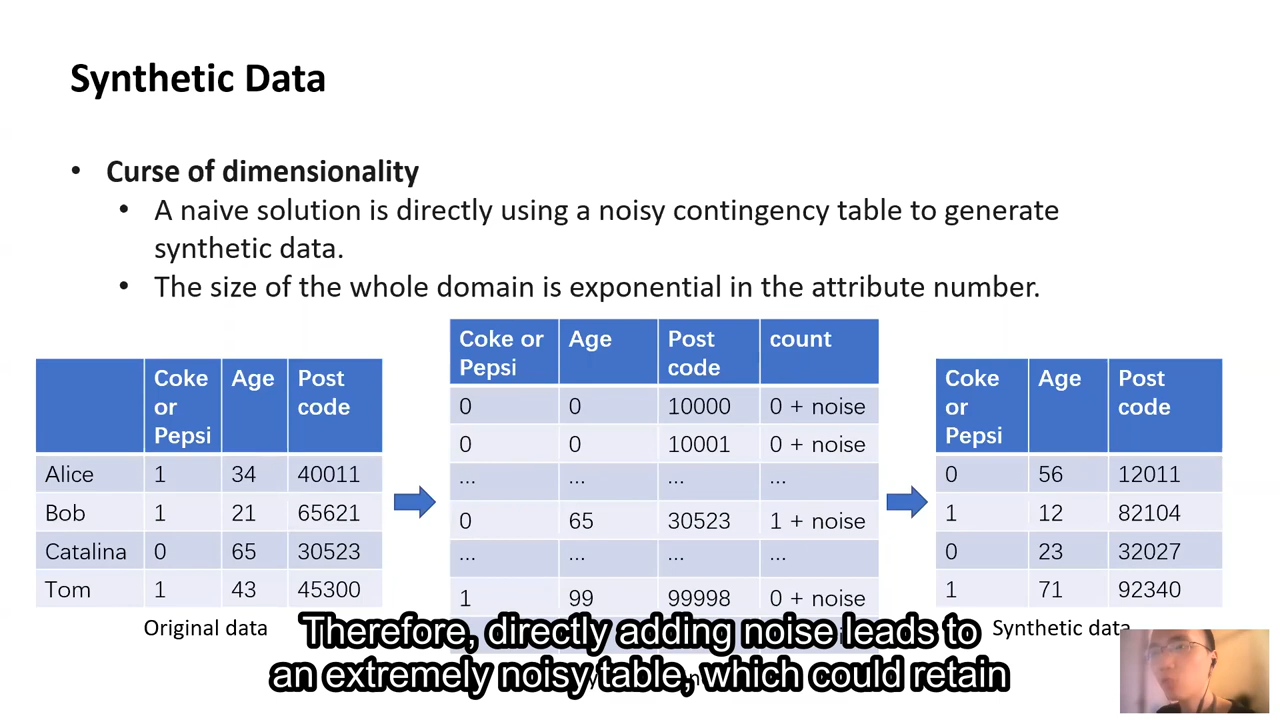 Synthetic Data
• Curse of dimensionality
• A naive solution is directly using a noisy contingency table to generate
synthetic data.
• The size of the whole domain is exponential in the attribute number.
Coke or Pepsi Age Post code
Alice 1 34 40011
Bob 1 21 65621
Catalina 0 65 30523
Tom 1 43 45300
Original data
Coke or Pepsi Age Post code count
0 0 10000 0 + noise
0 0 10001 0 + noise
... ... ... ...
0 65 30523 1 + noise
... ... ... ...
1 99 99998 0 + noise
Coke or Pepsi Age Post code
0 56 12011
1 12 82104
0 23 32027
1 71 92340
Synthetic data
Therefore, directly adding noise leads to
an extremely noisy table, which could retain